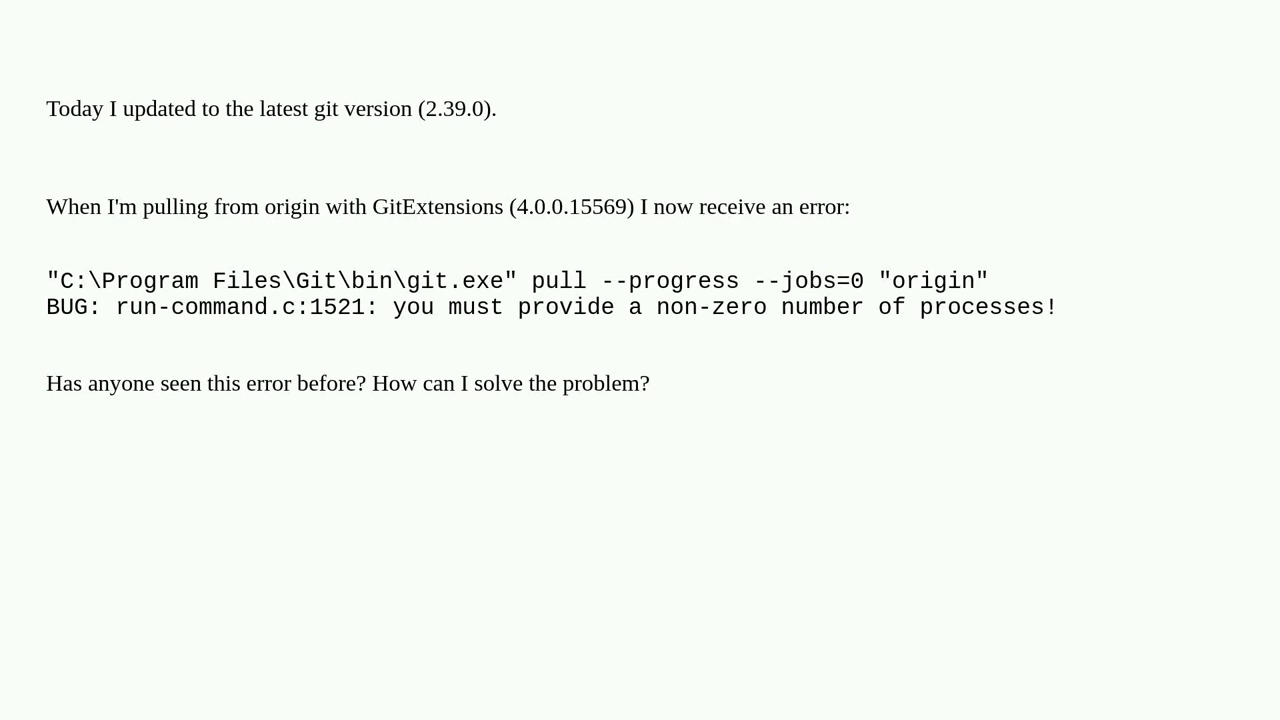 Today I updated to the latest git version (2.39.0).
When I'm pulling from origin with GitExtensions (4.0.0.15569) I now receive an error:
"C:\Program Files\Git\bin\git.exe" pull --progress --jobs=0 "origin"
BUG: run-command.c:1521: you must provide a non-zero number of processes!
Has anyone seen this error before? How can I solve the problem?